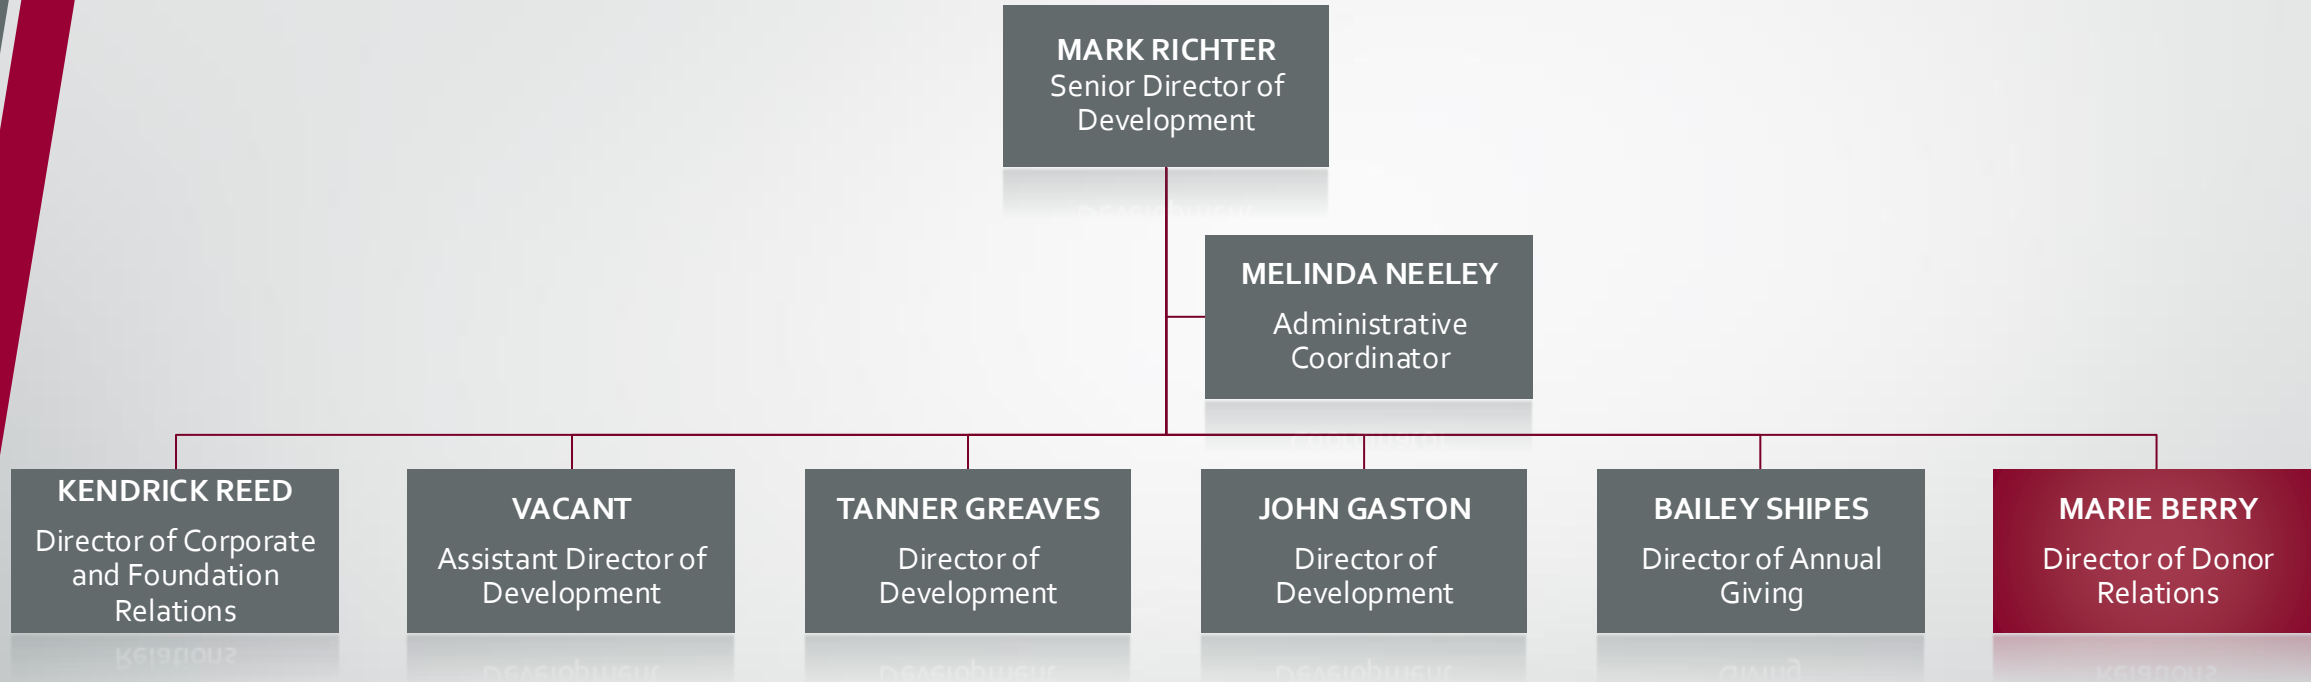 MARK RICHTER
Senior Director of
Development
MELINDA NEELEY
Administrative
Coordinator
KENDRICK REED
Director of Corporate
and Foundation
Relations
VACANT
Assistant Director of
Development
TANNER GREAVES
Director of
Development
JOHN GASTON
Director of
Development
BAILEY SHIPES
Director of Annual
Giving
MARIE BERRY
Director of Donor
Relations